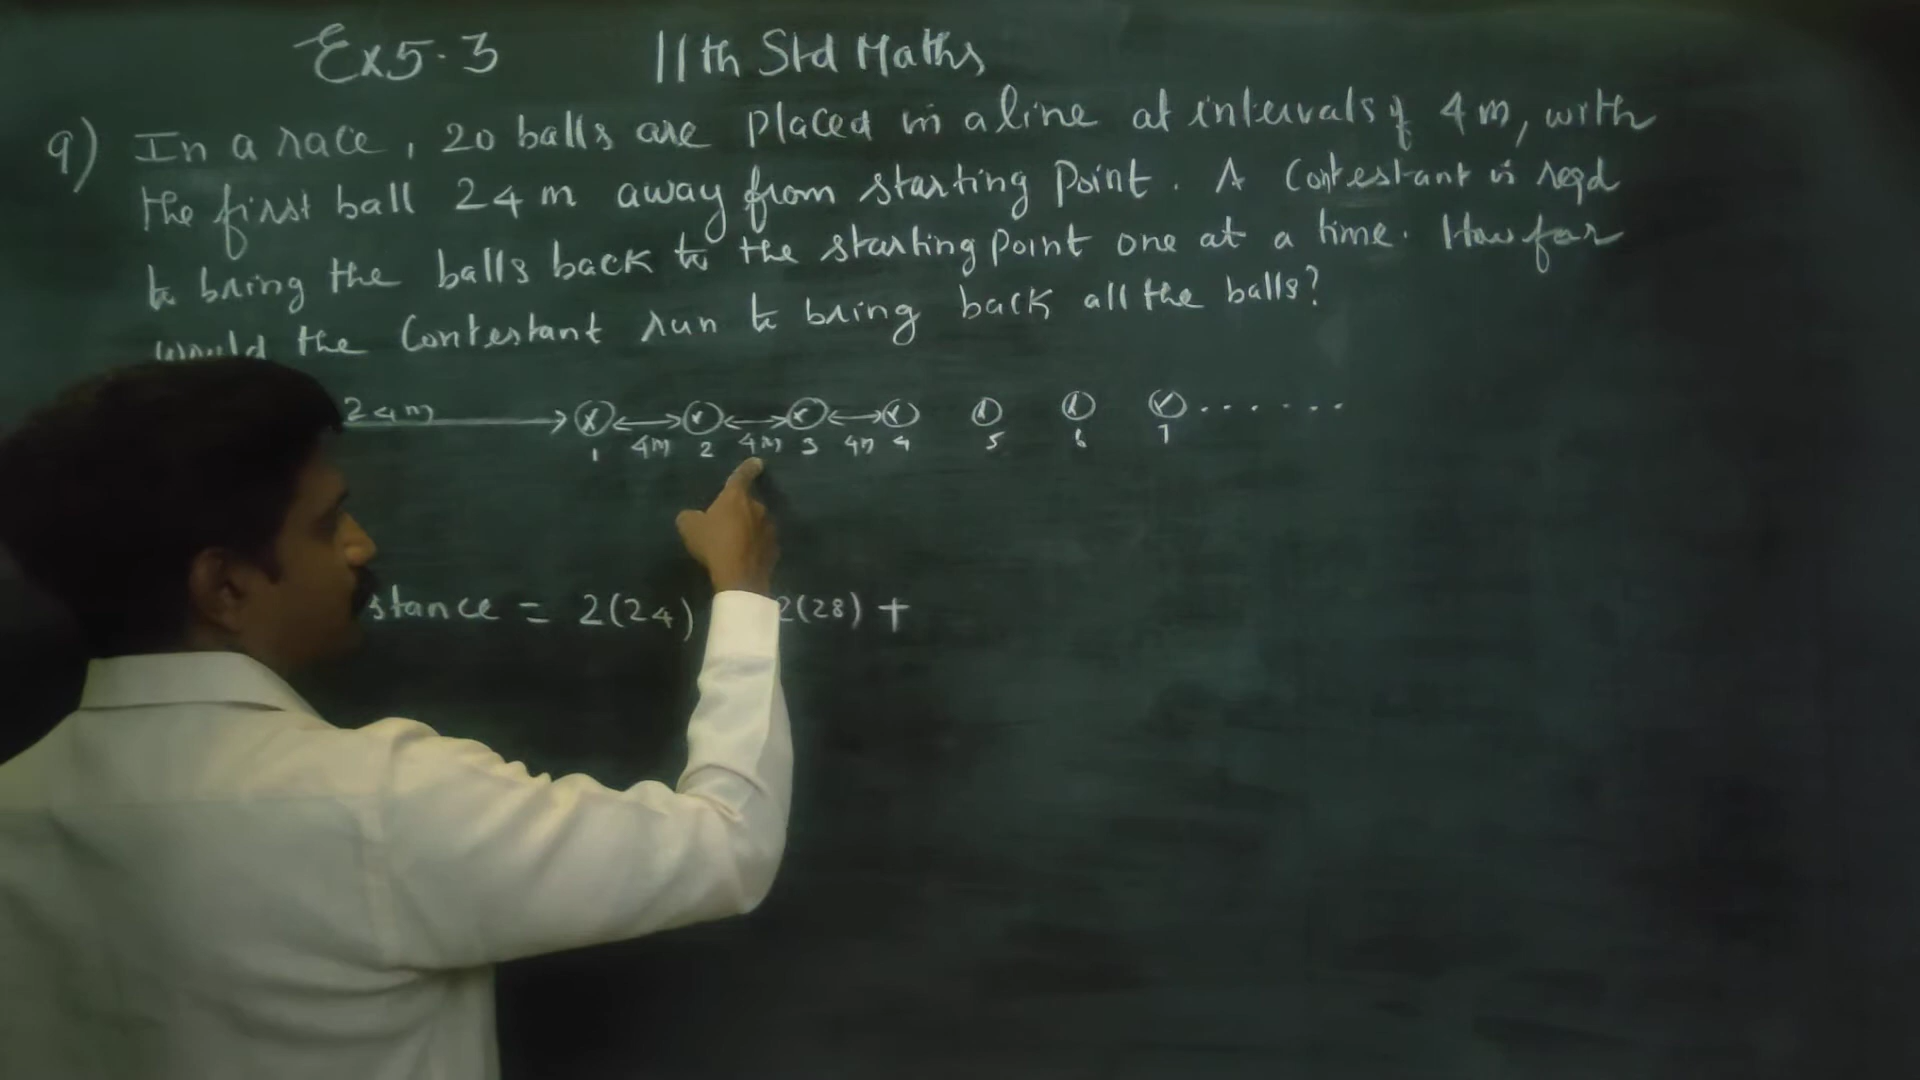 Ex 5.3 11th Std Maths
9) In a race, 20 balls are placed in a line at intervals of 4 m, with
the first ball 24 m away from starting Point. A Contestant is reqd
to bring the balls back to the starting point one at a time. How far
would the Contestant run to bring back all the balls?
24m
4m 4m 4m
1 2 3 4 5 6 7 .......
stance = 2(24) 2(28) +